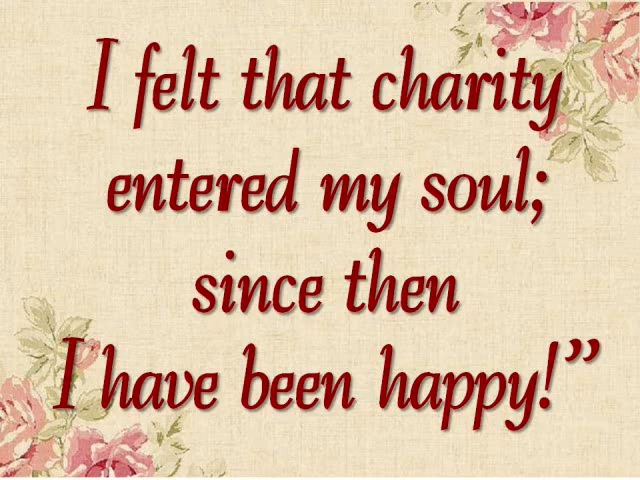 I felt that charity
entered my soul;
since then
I have been happy!”